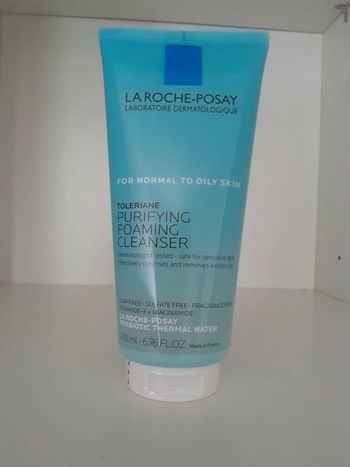 LA ROCHE-POSAY
LABORATOIRE DERMATOLOGIQUE
FOR NORMAL TO OILY SKIN
TOLERIANE
PURIFYING
FOAMING
CLEANSER
Dermatologist tested - safe for sensitive skin
Effectively cleanses and removes excess oil
SOAP FREE - SULFATE FREE - FRAGRANCE FREE
CERAMIDE-3 + NIACINAMIDE
LA ROCHE-POSAY
PREBIOTIC THERMAL WATER
200 ml - 6.76 FL.OZ. Made in France